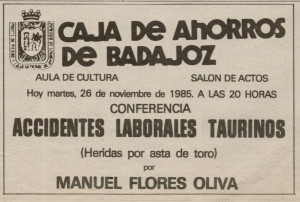 CAJA DE AHORROS
DE BADAJOZ
AULA DE CULTURA SALON DE ACTOS
Hoy martes, 26 de noviembre de 1985. A LAS 20 HORAS
CONFERENCIA
ACCIDENTES LABORALES TAURINOS
(Heridas por asta de toro)
por
MANUEL FLORES OLIVA